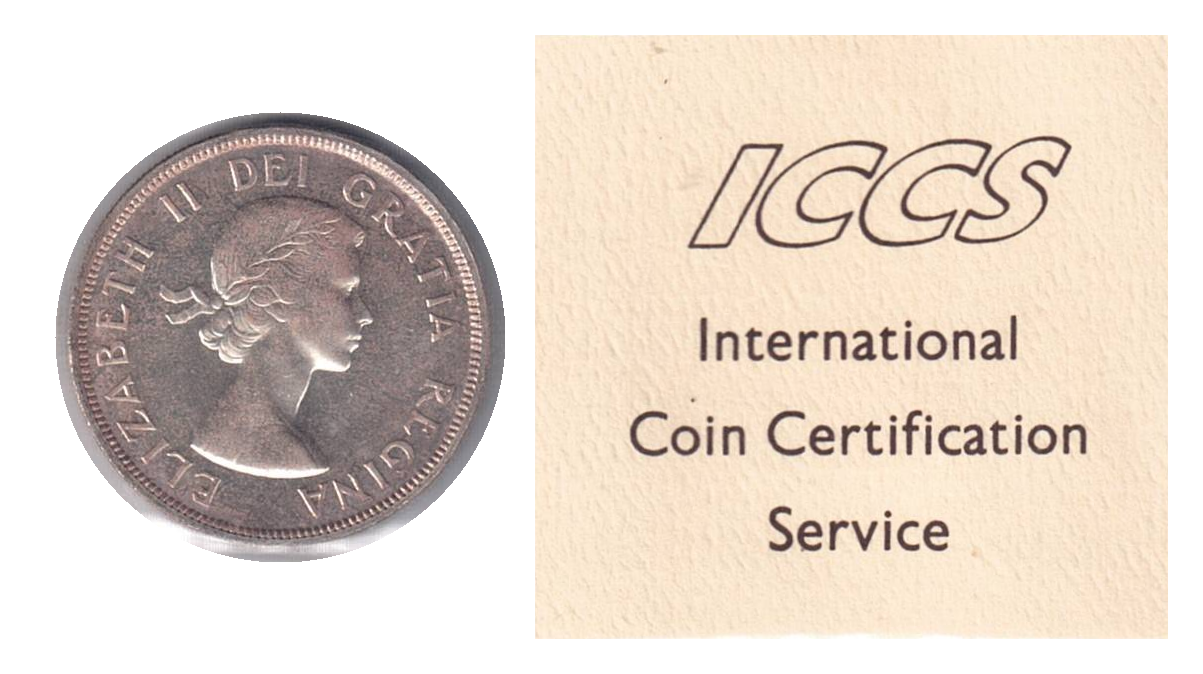 ELIZABETH II DEI GRATIA REGINA
ICCS
International
Coin Certification
Service